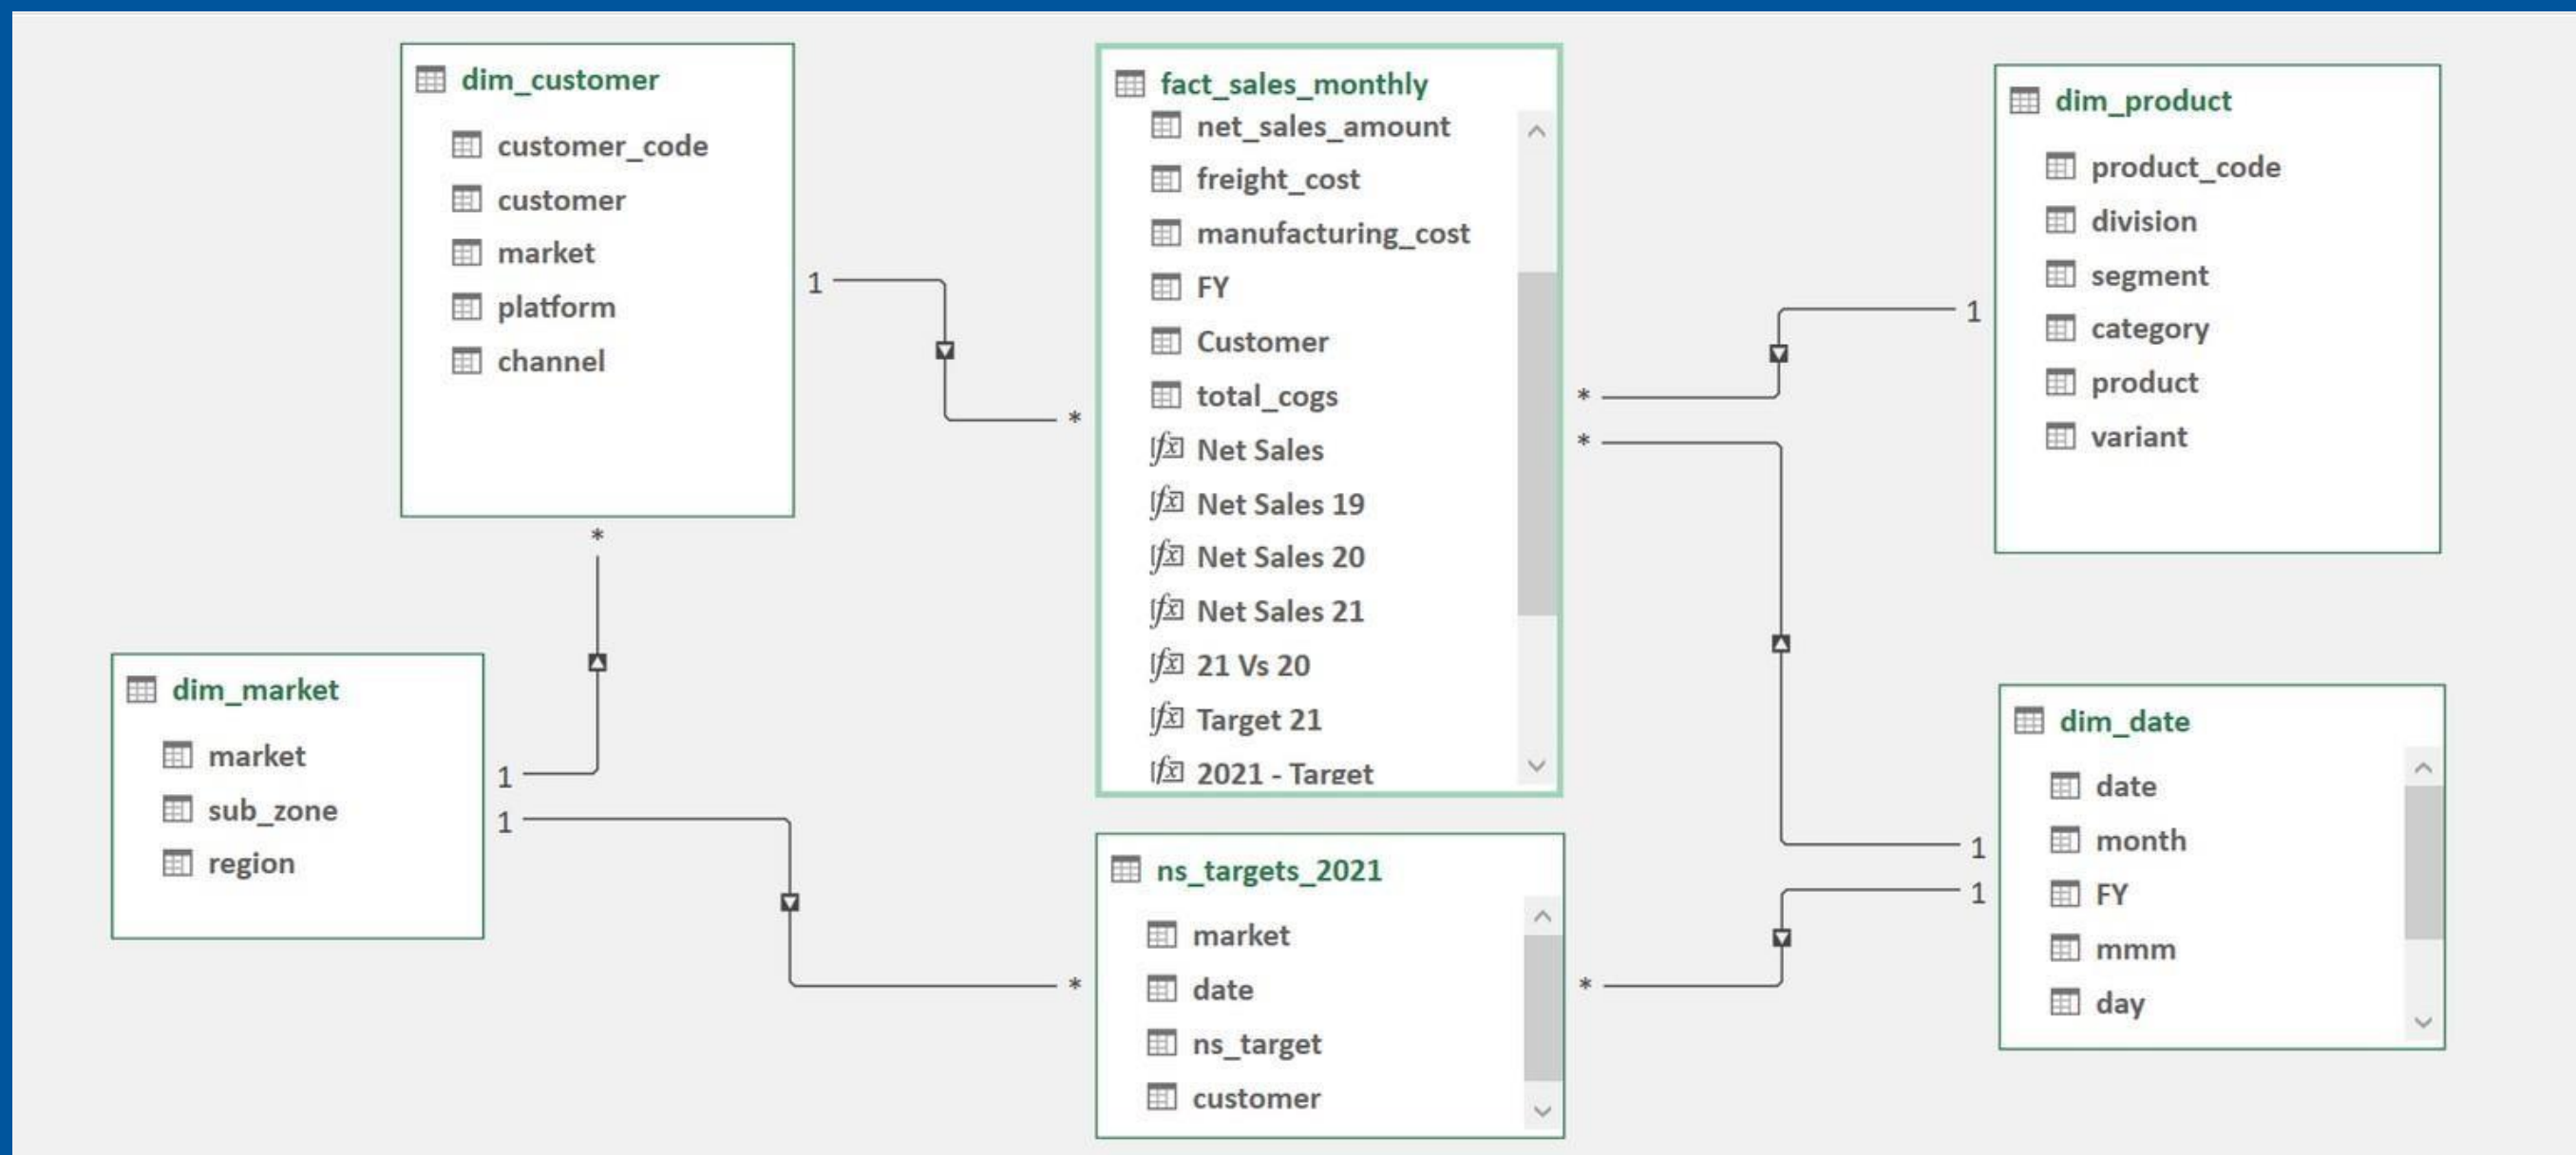 dim_customer
customer_code
customer
market
platform
channel
1
*
*
fact_sales_monthly
net_sales_amount
freight_cost
manufacturing_cost
FY
Customer
total_cogs
Net Sales
Net Sales 19
Net Sales 20
Net Sales 21
21 Vs 20
Target 21
2021 - Target
*
*
dim_product
product_code
division
segment
category
product
variant
1
dim_market
market
sub_zone
region
1
1
*
ns_targets_2021
market
date
ns_target
customer
*
dim_date
date
month
FY
mmm
day
1
1